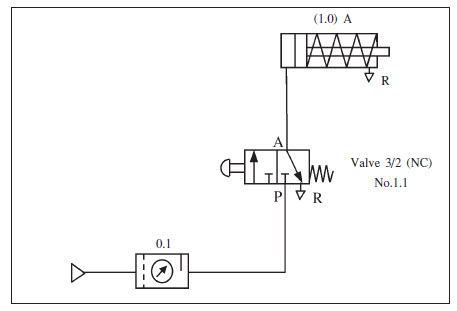 (1.0) A
R
A
Valve 3/2 (NC)
No.1.1
P
R
0.1